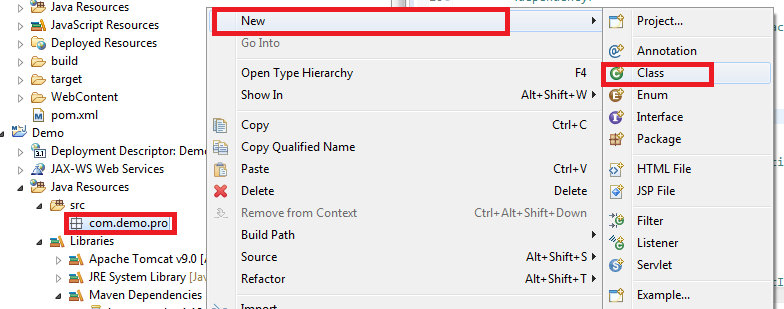 Java Resources
JavaScript Resources
Deployed Resources
build
target
WebContent
pom.xml
Demo
Deployment Descriptor: Demo
JAX-WS Web Services
Java Resources
src
com.demo.pro
Libraries
Apache Tomcat v9.0 [A
JRE System Library [Jav
Maven Dependencies
New
Go Into
Open Type Hierarchy F4
Show In Alt+Shift+W
Copy Ctrl+C
Copy Qualified Name
Paste Ctrl+V
Delete Delete
Remove from Context Ctrl+Alt+Shift+Down
Build Path
Source Alt+Shift+S
Refactor Alt+Shift+T
Import
Project...
Annotation
Class
Enum
Interface
Package
HTML File
JSP File
Filter
Listener
Servlet
Example...